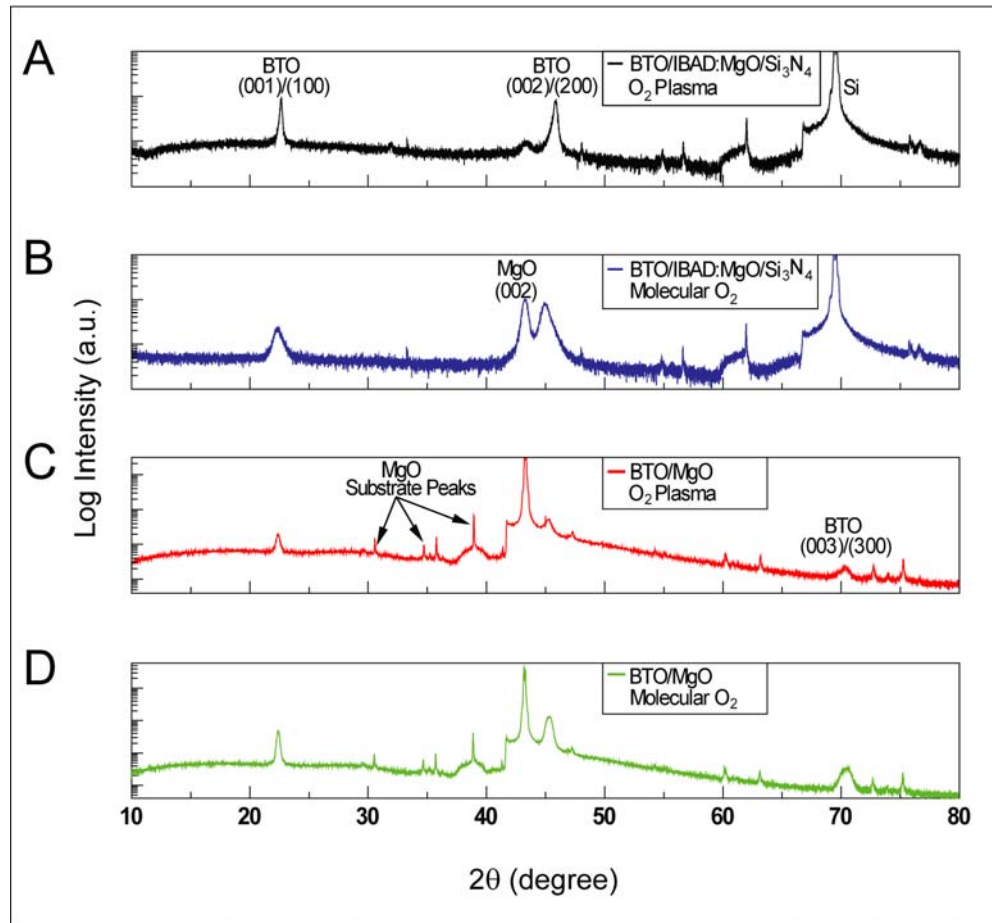 A
BTO
(001)/(100)
BTO
(002)/(200)
BTO/IBAD:MgO/Si3N4
O2 Plasma
Si
B
MgO
(002)
BTO/IBAD:MgO/Si3N4
Molecular O2
Log Intensity (a.u.)
C
MgO
Substrate Peaks
BTO/MgO
O2 Plasma
BTO
(003)/(300)
D
BTO/MgO
Molecular O2
10 20 30 40 50 60 70 80
2θ (degree)